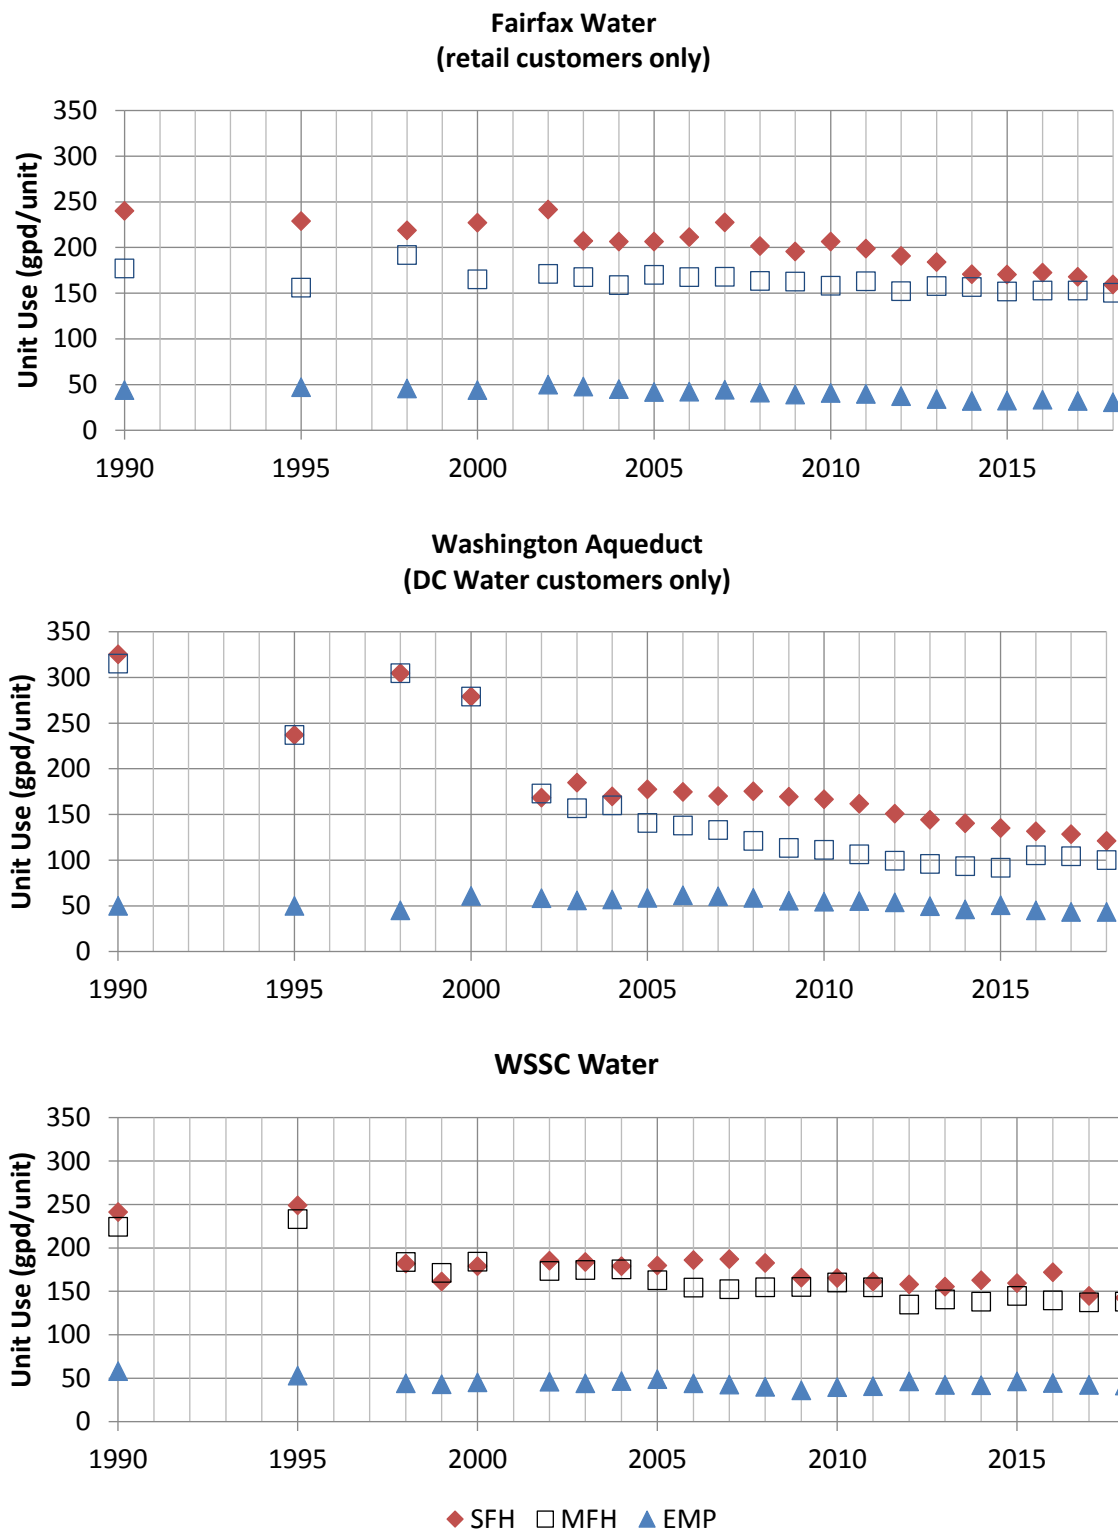 Fairfax Water
(retail customers only)
350
300
250
200
150
100
50
0
Unit Use (gpd/unit)
1990 1995 2000 2005 2010 2015
Washington Aqueduct
(DC Water customers only)
350
300
250
200
150
100
50
0
Unit Use (gpd/unit)
1990 1995 2000 2005 2010 2015
WSSC Water
350
300
250
200
150
100
50
0
Unit Use (gpd/unit)
1990 1995 2000 2005 2010 2015
SFH MFH EMP